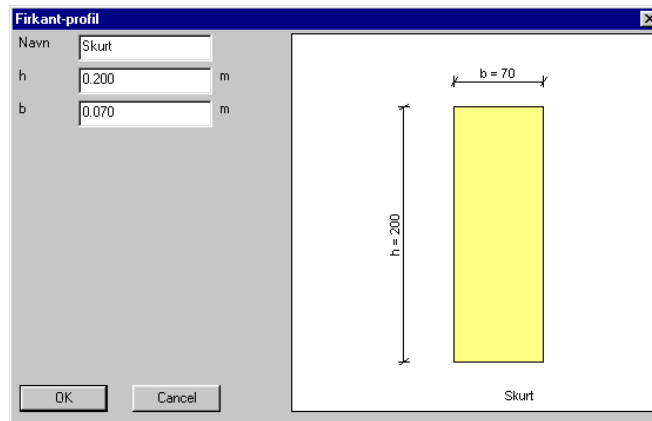 Firkant-profil
Navn Skurt
h 0.200 m
b 0.070 m
b = 70
h = 200
OK Cancel
Skurt